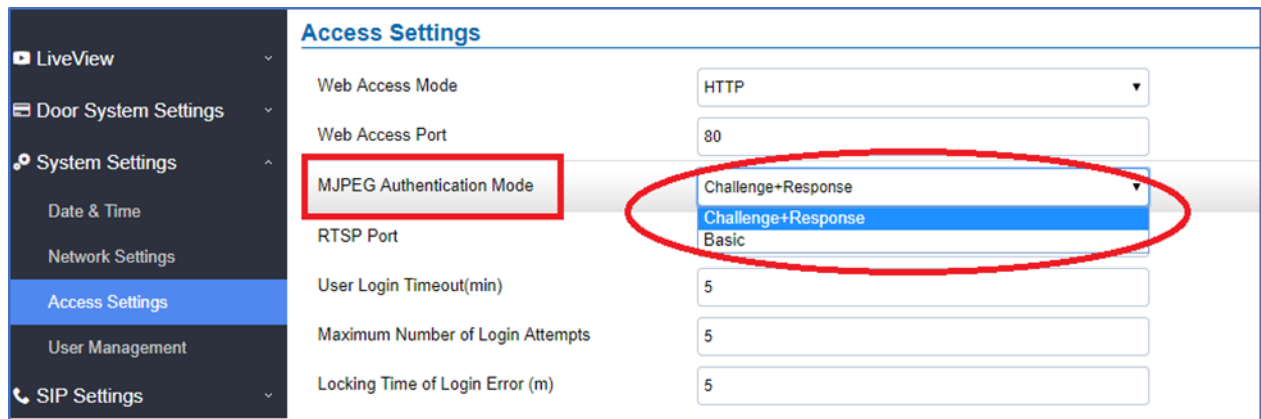 Access Settings
LiveView
Door System Settings
System Settings
Date & Time
Network Settings
Access Settings
User Management
SIP Settings
Web Access Mode
HTTP
Web Access Port
80
MJPEG Authentication Mode
Challenge+Response
Challenge+Response
Basic
RTSP Port
User Login Timeout(min)
5
Maximum Number of Login Attempts
5
Locking Time of Login Error (m)
5